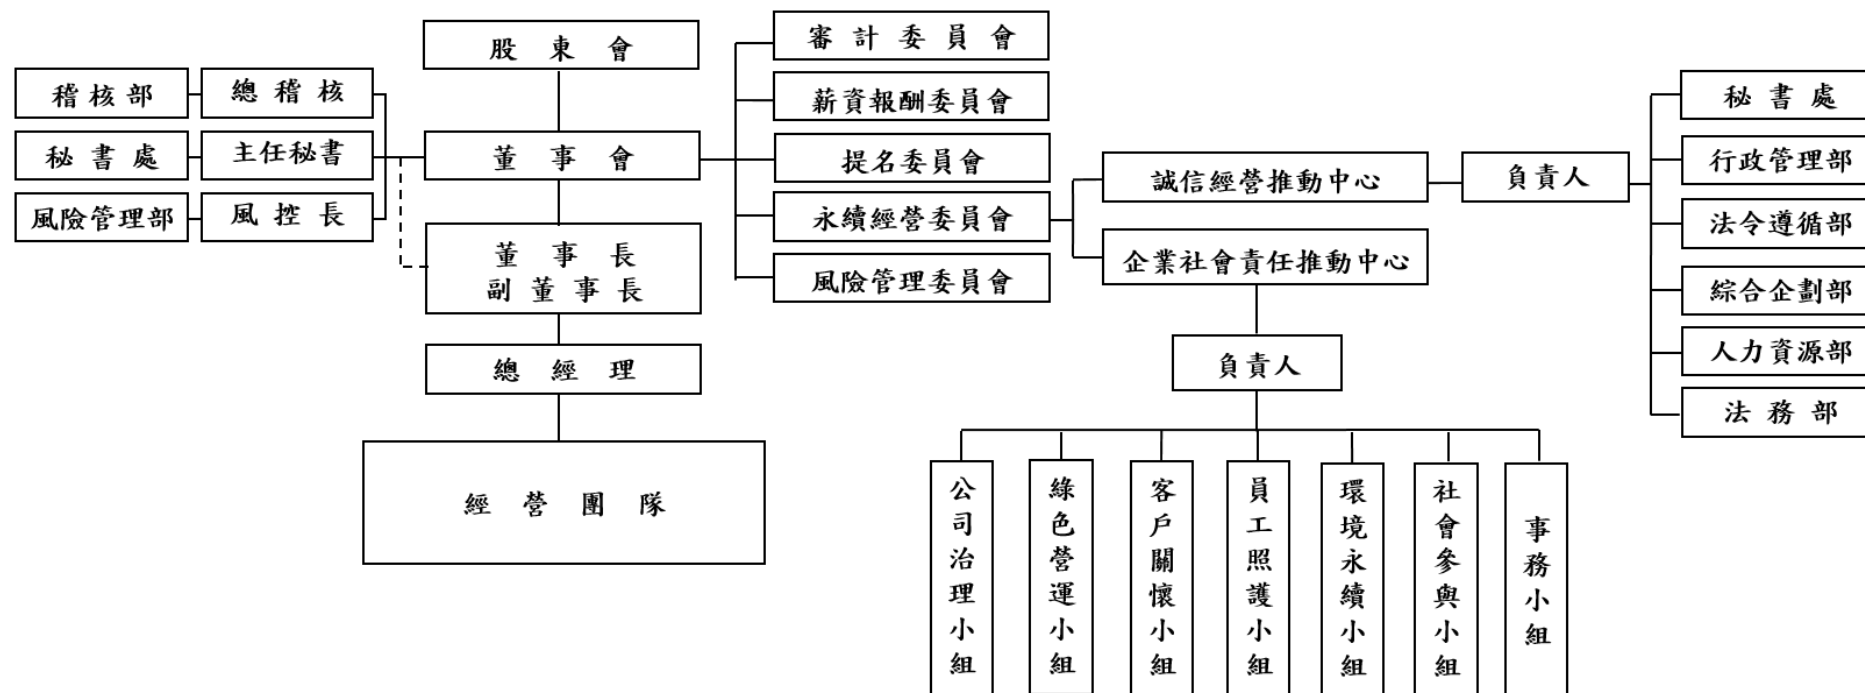 股東會
審計委員會
稽核部
總稽核
薪資報酬委員會
秘書處
秘書處
主任秘書
董事會
提名委員會
誠信經營推動中心
負責人
行政管理部
風險管理部
風控長
永續經營委員會
法令遵循部
董事長
副董事長
企業社會責任推動中心
風險管理委員會
綜合企劃部
總經理
負責人
人力資源部
法務部
經營團隊
公司治理小組
綠色營運小組
客戶關懷小組
員工照護小組
環境永續小組
社會參與小組
事務小組